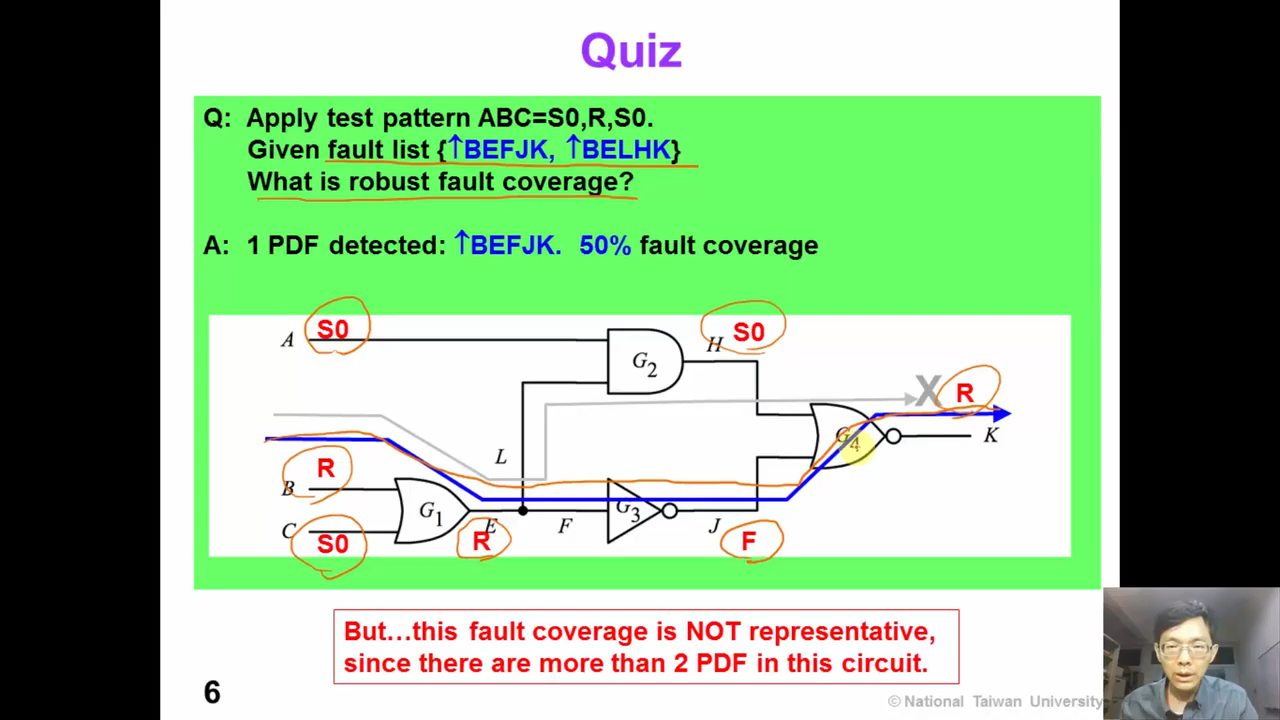 Quiz
Q: Apply test pattern ABC=S0,R,S0.
Given fault list {↑BEFJK, ↑BELHK}
What is robust fault coverage?
A: 1 PDF detected: ↑BEFJK. 50% fault coverage
A S0
G2
H S0
X R
G4
K
L
B R
G1
E R
F
G3
J F
C S0
But…this fault coverage is NOT representative,
since there are more than 2 PDF in this circuit.
6
© National Taiwan University